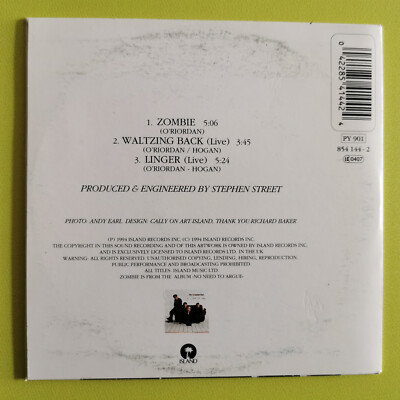 1. ZOMBIE 5:06
(O'RIORDAN)
2. WALTZING BACK (Live) 3:45
(O'RIORDAN / HOGAN)
3. LINGER (Live) 5:24
(O'RIORDAN - HOGAN)
PRODUCED & ENGINEERED BY STEPHEN STREET
PHOTO: ANDY EARL DESIGN: CALLY ON ART ISLAND, THANK YOU RICHARD BAKER
(P) 1994 ISLAND RECORDS INC. (C) 1994 ISLAND RECORDS INC
THE COPYRIGHT IN THIS SOUND RECORDING AND OF THIS ARTWORK IS OWNED BY ISLAND RECORDS INC.
AND IS EXCLUSIVELY LICENSED TO ISLAND RECORDS LTD. IN THE UK
WARNING. ALL RIGHTS RESERVED. UNAUTHORISED COPYING, LENDING, HIRING, REPRODUCTION,
PUBLIC PERFORMANCE AND BROADCASTING PROHIBITED.
ALL TITLES: ISLAND MUSIC LTD
ZOMBIE IS FROM THE ALBUM :NO NEED TO ARGUE:
ISLAND
0 42285 41442 4
PY 901
854 144-2
LC 0407